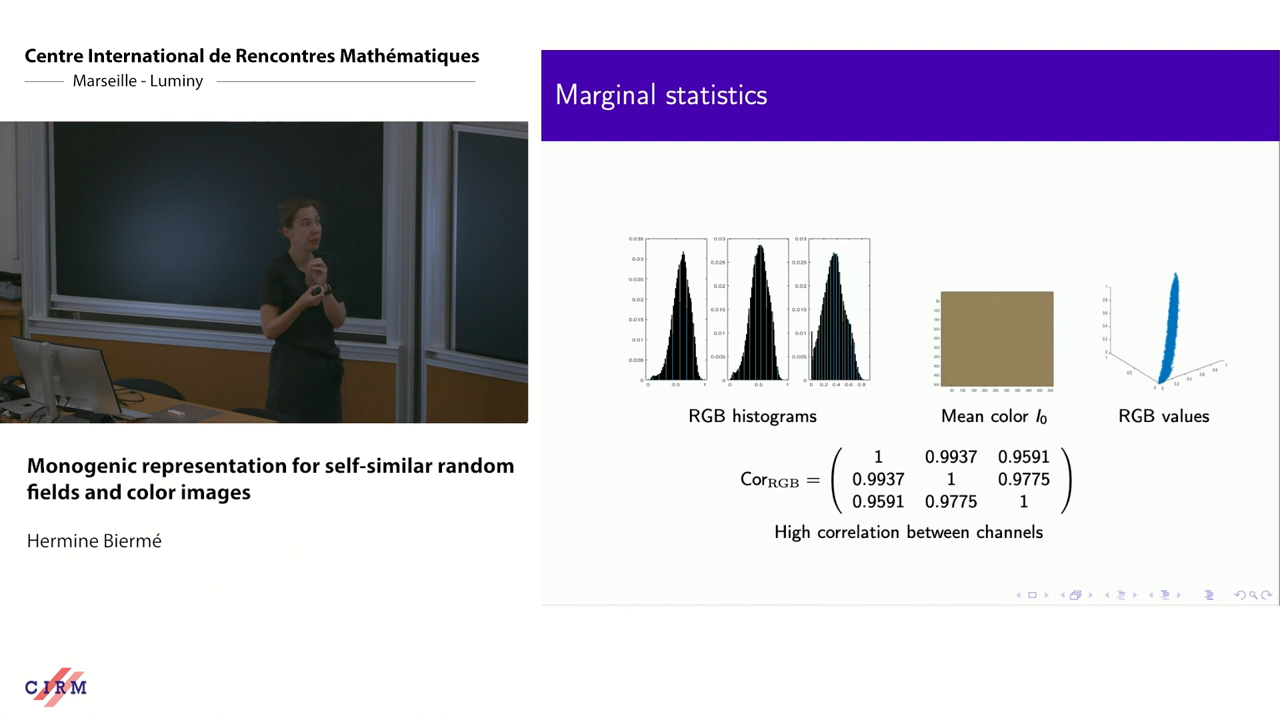 Centre International de Rencontres Mathématiques
Marseille - Luminy
Marginal statistics
RGB histograms
Mean color I₀
RGB values
Cor_RGB = ( 1 0.9937 0.9591
0.9937 1 0.9775
0.9591 0.9775 1 )
High correlation between channels
Monogenic representation for self-similar random
fields and color images
Hermine Biermé
CIRM